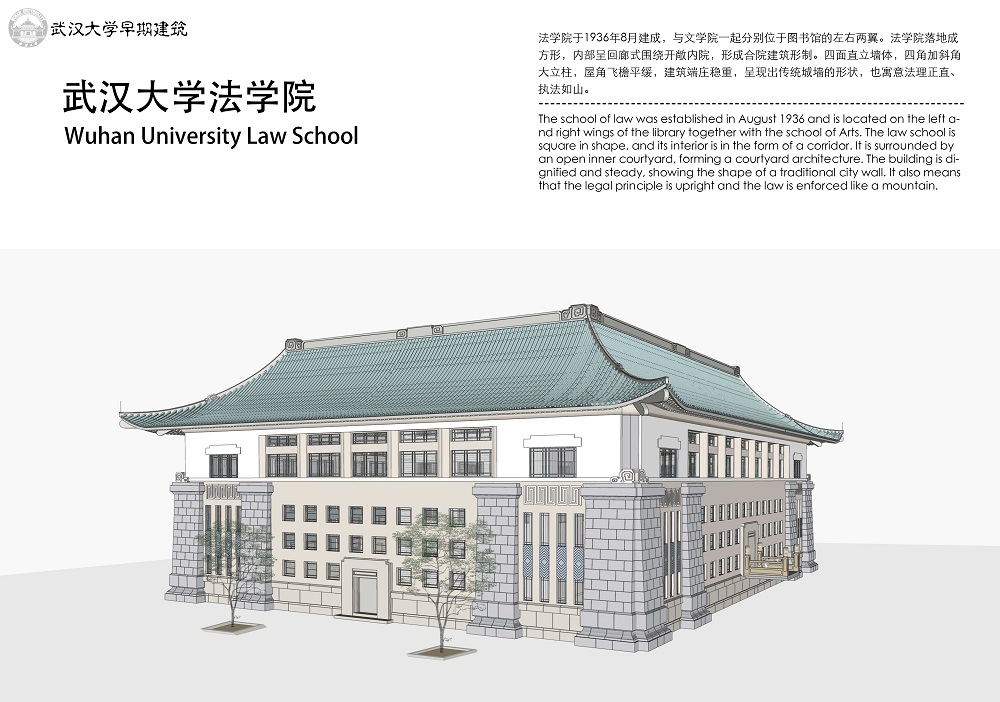 武汉大学早期建筑
武汉大学法学院
Wuhan University Law School
法学院于1936年8月建成，与文学院一起分别位于图书馆的左右两翼。法学院落地成
方形，内部呈回廊式围绕开敞内院，形成合院建筑形制。四面直立墙体，四角加斜角
大立柱，屋角飞檐平缓，建筑端庄稳重，呈现出传统城墙的形状，也寓意法理正直、
执法如山。
The school of law was established in August 1936 and is located on the left a-
nd right wings of the library together with the school of Arts. The law school is
square in shape, and its interior is in the form of a corridor. It is surrounded by
an open inner courtyard, forming a courtyard architecture. The building is di-
gnified and steady, showing the shape of a traditional city wall. It also means
that the legal principle is upright and the law is enforced like a mountain.